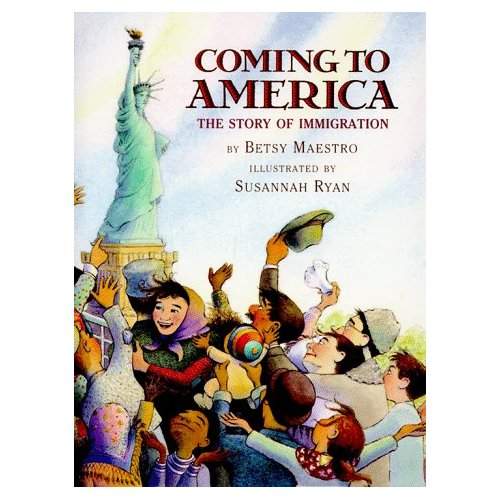 COMING TO
AMERICA
THE STORY OF IMMIGRATION
BY BETSY MAESTRO
ILLUSTRATED BY
SUSANNAH RYAN